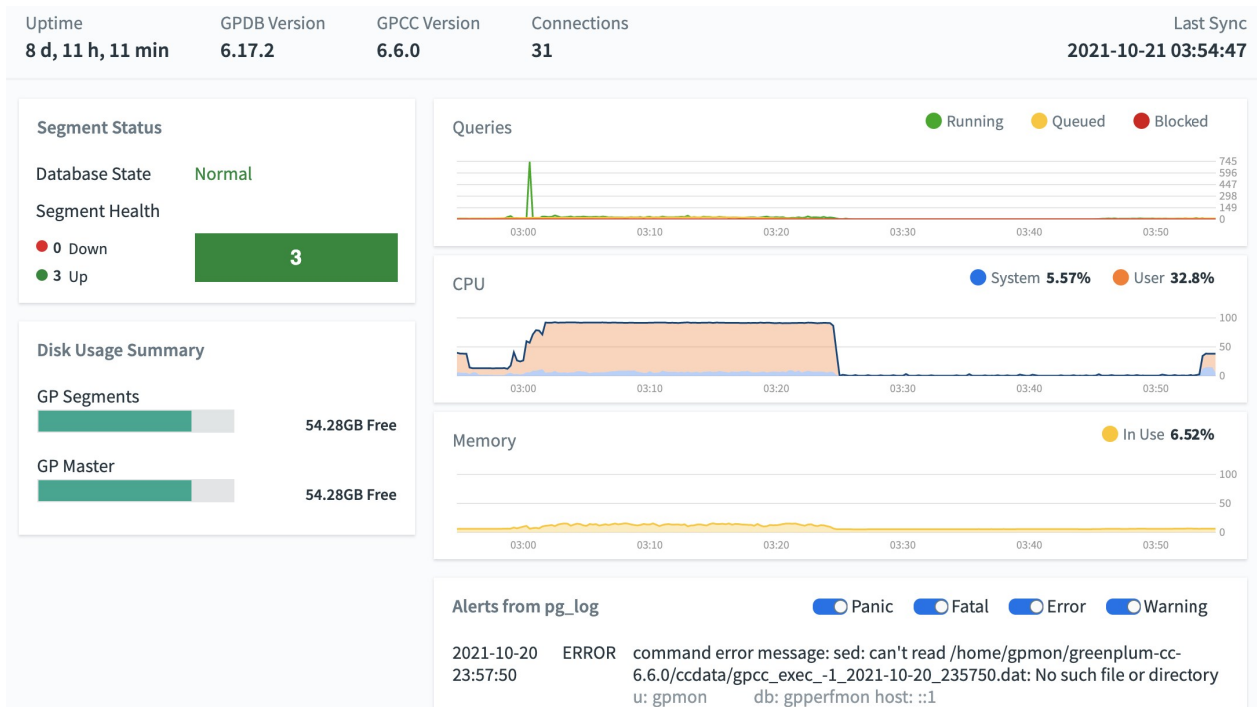 Uptime GPDB Version GPCC Version Connections Last Sync
8 d, 11 h, 11 min 6.17.2 6.6.0 31 2021-10-21 03:54:47
Segment Status
Database State Normal
Segment Health
0 Down
3 Up
3
Disk Usage Summary
GP Segments
54.28GB Free
GP Master
54.28GB Free
Queries Running Queued Blocked
745
596
447
298
149
0
03:00 03:10 03:20 03:30 03:40 03:50
CPU System 5.57% User 32.8%
100
50
0
03:00 03:10 03:20 03:30 03:40 03:50
Memory In Use 6.52%
100
50
0
03:00 03:10 03:20 03:30 03:40 03:50
Alerts from pg_log Panic Fatal Error Warning
2021-10-20 ERROR command error message: sed: can't read /home/gpmon/greenplum-cc-
23:57:50 6.6.0/ccdata/gpcc_exec_-1_2021-10-20_235750.dat: No such file or directory
u: gpmon db: gpperfmon host: ::1